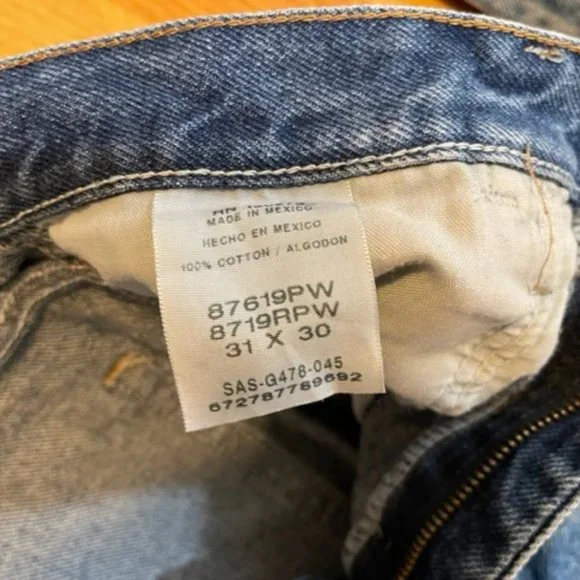 MADE IN MEXICO
HECHO EN MEXICO
100% COTTON / ALGODON
87619PW
8719RPW
31 X 30
SAS-G478-045
672787789692